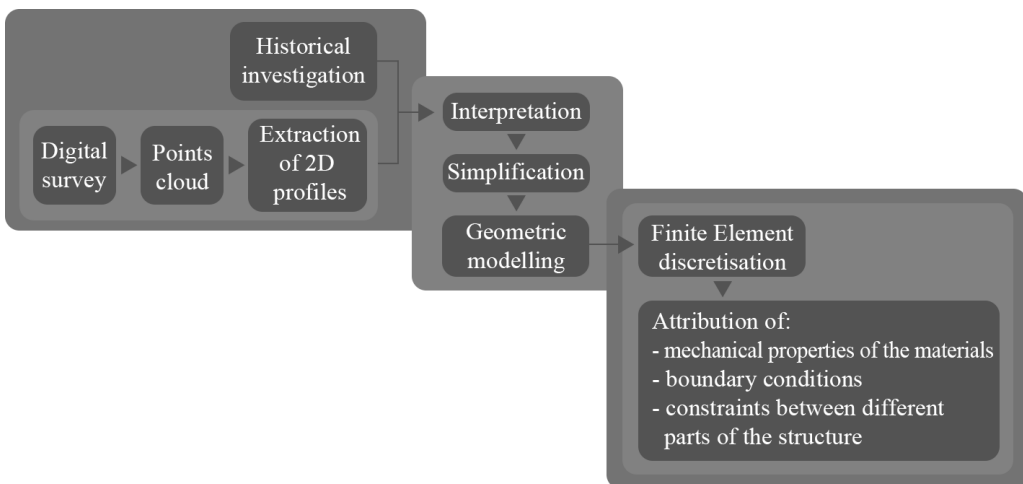 Historical
investigation
Digital
survey
Points
cloud
Extraction
of 2D
profiles
Interpretation
Simplification
Geometric
modelling
Finite Element
discretisation
Attribution of:
- mechanical properties of the materials
- boundary conditions
- constraints between different
parts of the structure